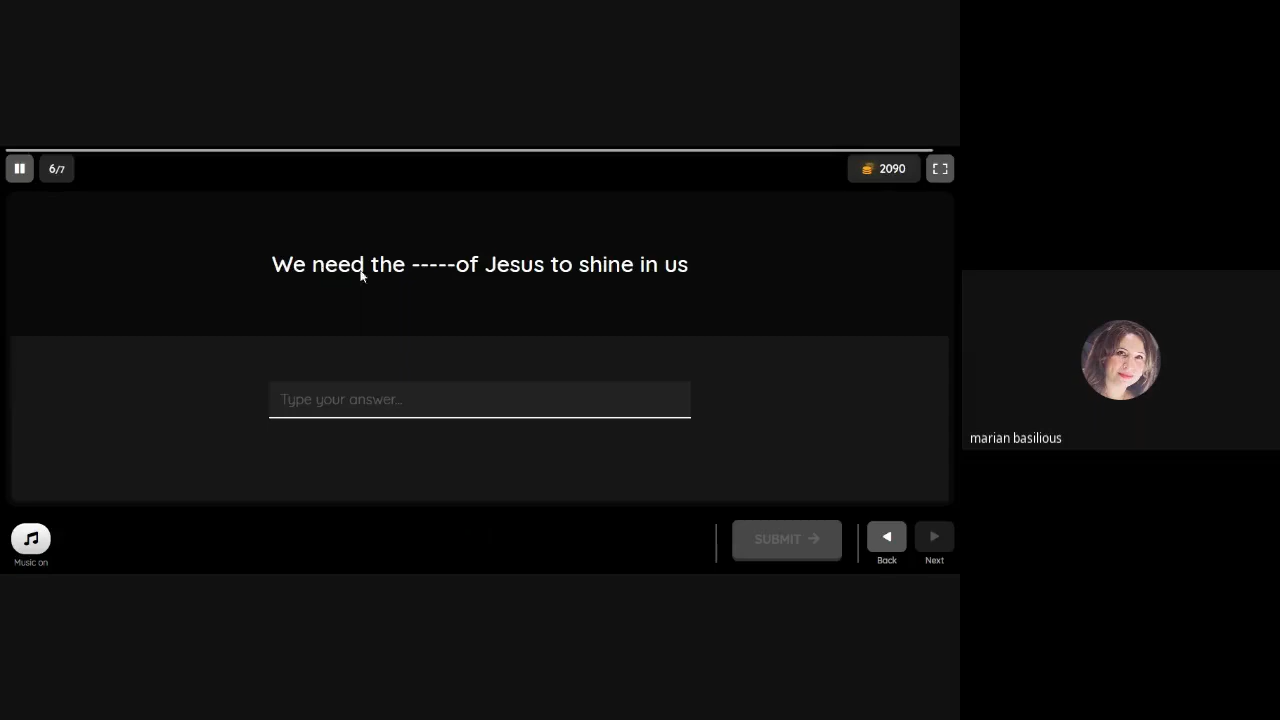 6/7
2090
We need the -----of Jesus to shine in us
Type your answer...
marian basilious
SUBMIT
Music on
Back
Next